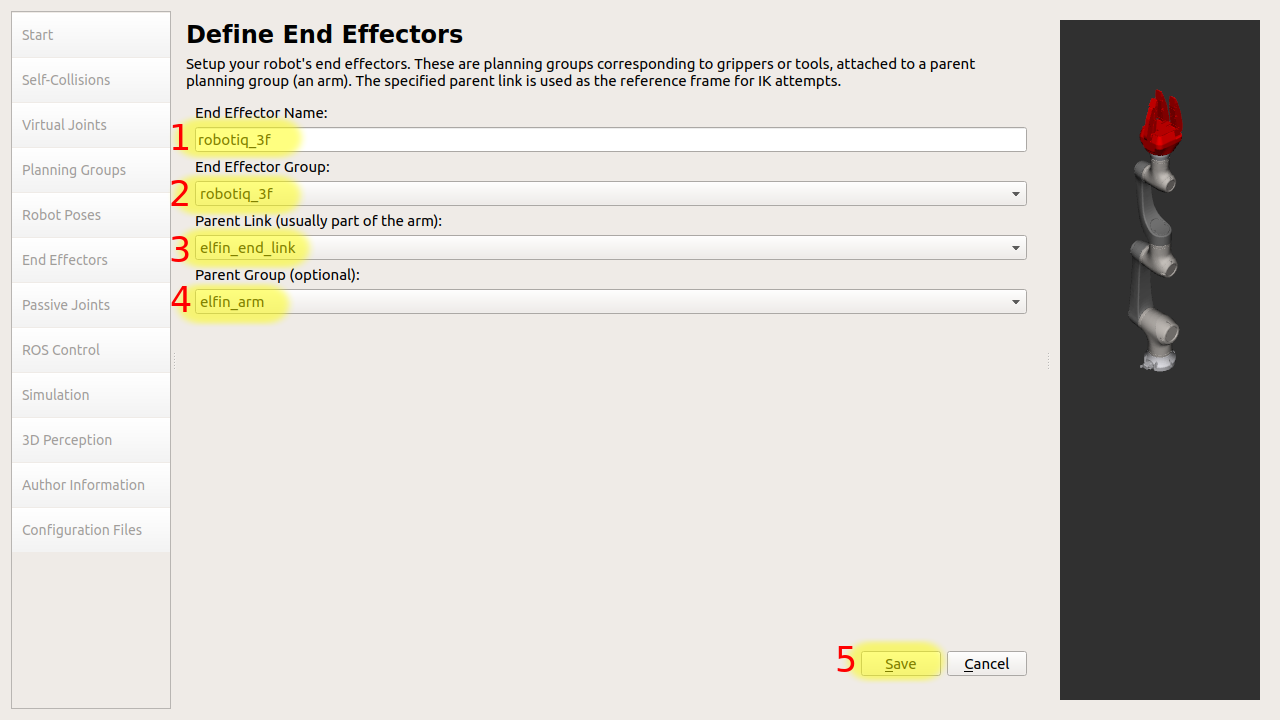 Start
Self-Collisions
Virtual Joints
Planning Groups
Robot Poses
End Effectors
Passive Joints
ROS Control
Simulation
3D Perception
Author Information
Configuration Files
Define End Effectors
Setup your robot's end effectors. These are planning groups corresponding to grippers or tools, attached to a parent
planning group (an arm). The specified parent link is used as the reference frame for IK attempts.
End Effector Name:
1 robotiq_3f
End Effector Group:
2 robotiq_3f
Parent Link (usually part of the arm):
3 elfin_end_link
Parent Group (optional):
4 elfin_arm
5 Save Cancel